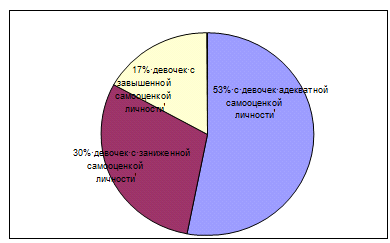 17%·девочек·с
завышенной
самооценкой
личности
53%·с·девочек·адекватной
самооценкой
личности
30%·девочек·с·заниженной
самооценкой
личности